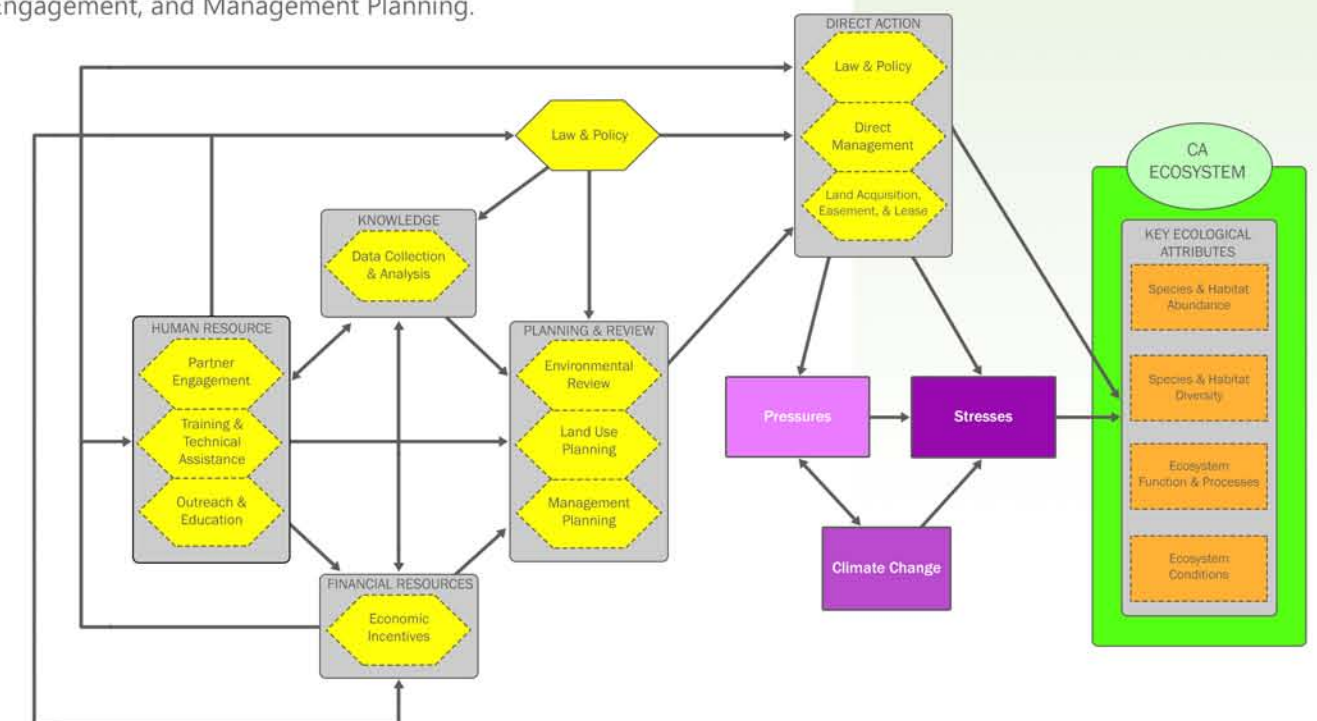 Engagement, and Management Planning.
DIRECT ACTION
Law & Policy
Direct
Management
Land Acquisition,
Easement, & Lease
Law & Policy
KNOWLEDGE
Data Collection
& Analysis
HUMAN RESOURCE
Partner
Engagement
Training &
Technical
Assistance
Outreach &
Education
PLANNING & REVIEW
Environmental
Review
Land Use
Planning
Management
Planning
FINANCIAL RESOURCES
Economic
Incentives
Pressures
Stresses
Climate Change
CA
ECOSYSTEM
KEY ECOLOGICAL
ATTRIBUTES
Species & Habitat
Abundance
Species & Habitat
Diversity
Ecosystem
Function & Processes
Ecosystem
Conditions